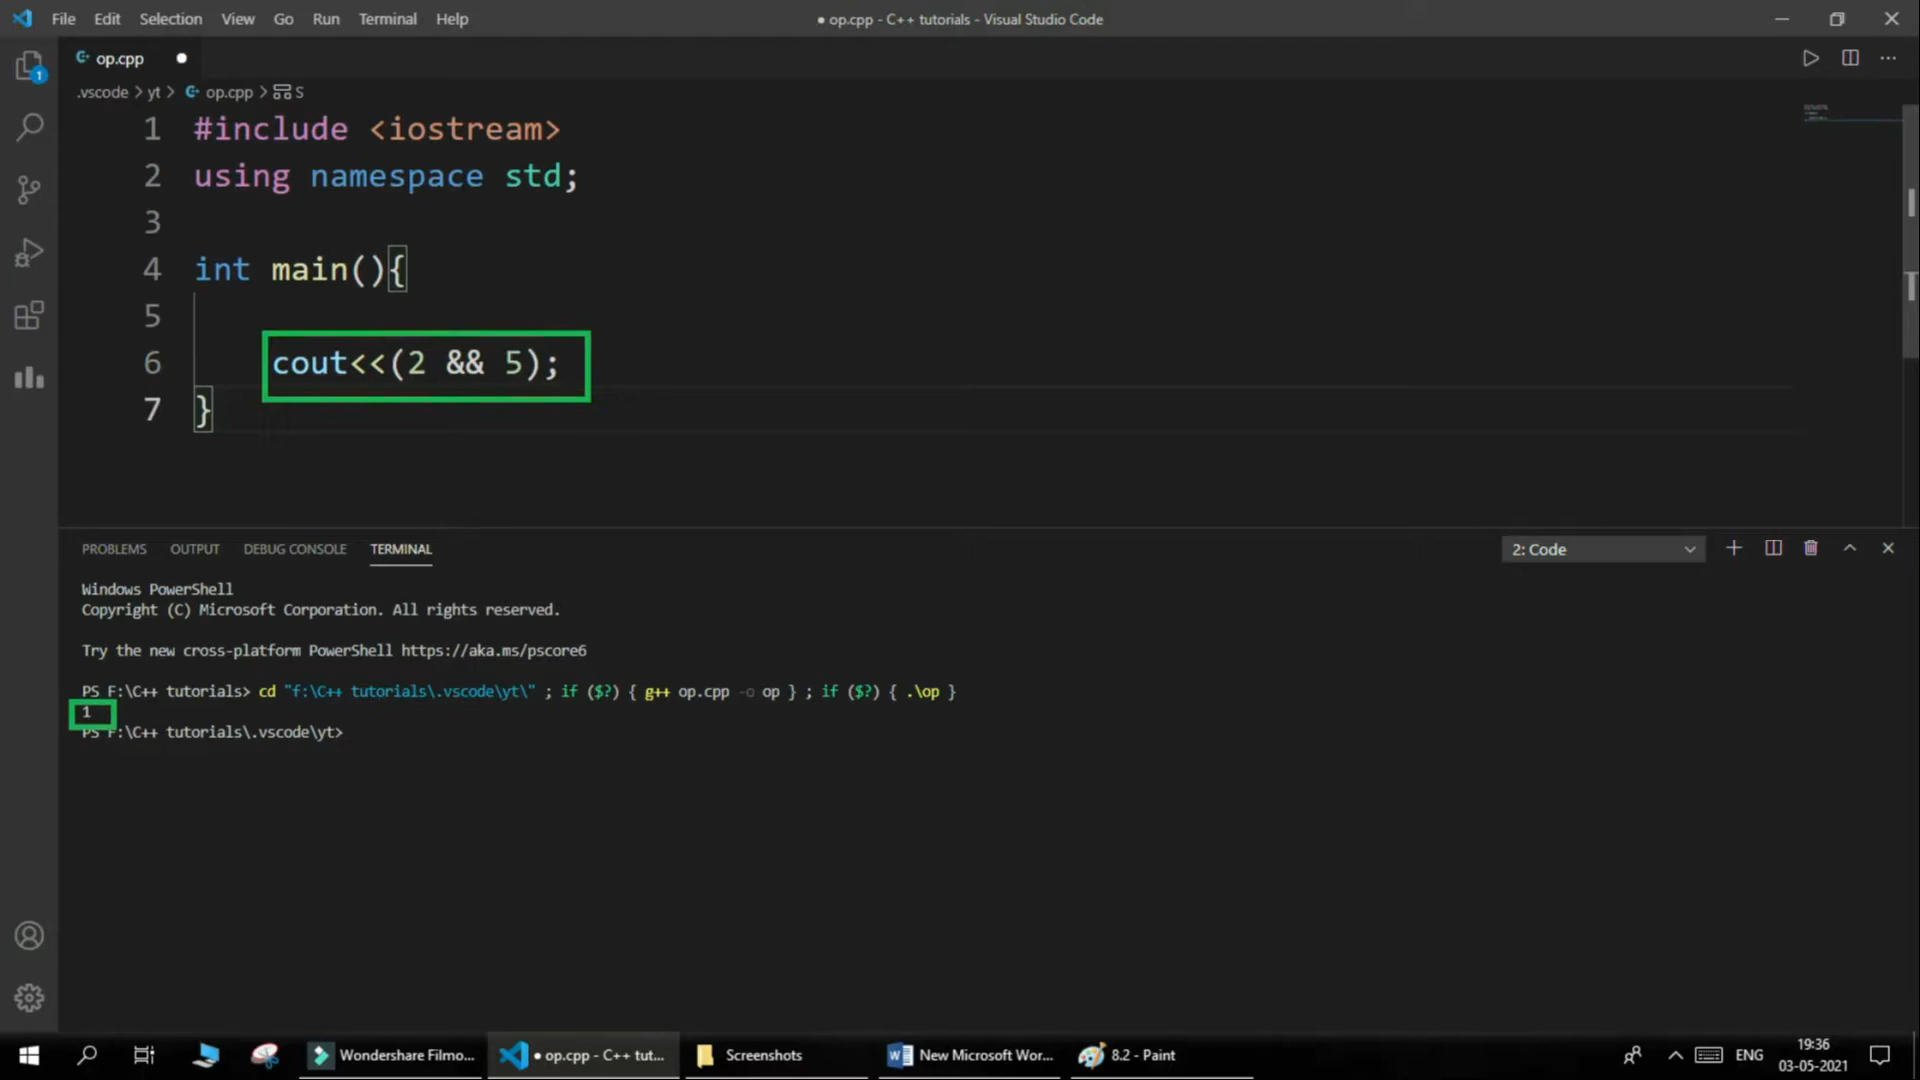 File Edit Selection View Go Run Terminal Help
● op.cpp - C++ tutorials - Visual Studio Code
op.cpp
1
.vscode > yt > op.cpp > S
1 #include <iostream>
2 using namespace std;
3
4 int main(){
5
6 cout<<(2 && 5);
7 }
PROBLEMS OUTPUT DEBUG CONSOLE TERMINAL
2: Code
Windows PowerShell
Copyright (C) Microsoft Corporation. All rights reserved.
Try the new cross-platform PowerShell https://aka.ms/pscore6
PS F:\C++ tutorials> cd "f:\C++ tutorials\.vscode\yt\" ; if ($?) { g++ op.cpp -o op } ; if ($?) { .\op }
1
PS F:\C++ tutorials\.vscode\yt>
Wondershare Filmo...
● op.cpp - C++ tut...
Screenshots
New Microsoft Wor...
8.2 - Paint
ENG
19:36
03-05-2021